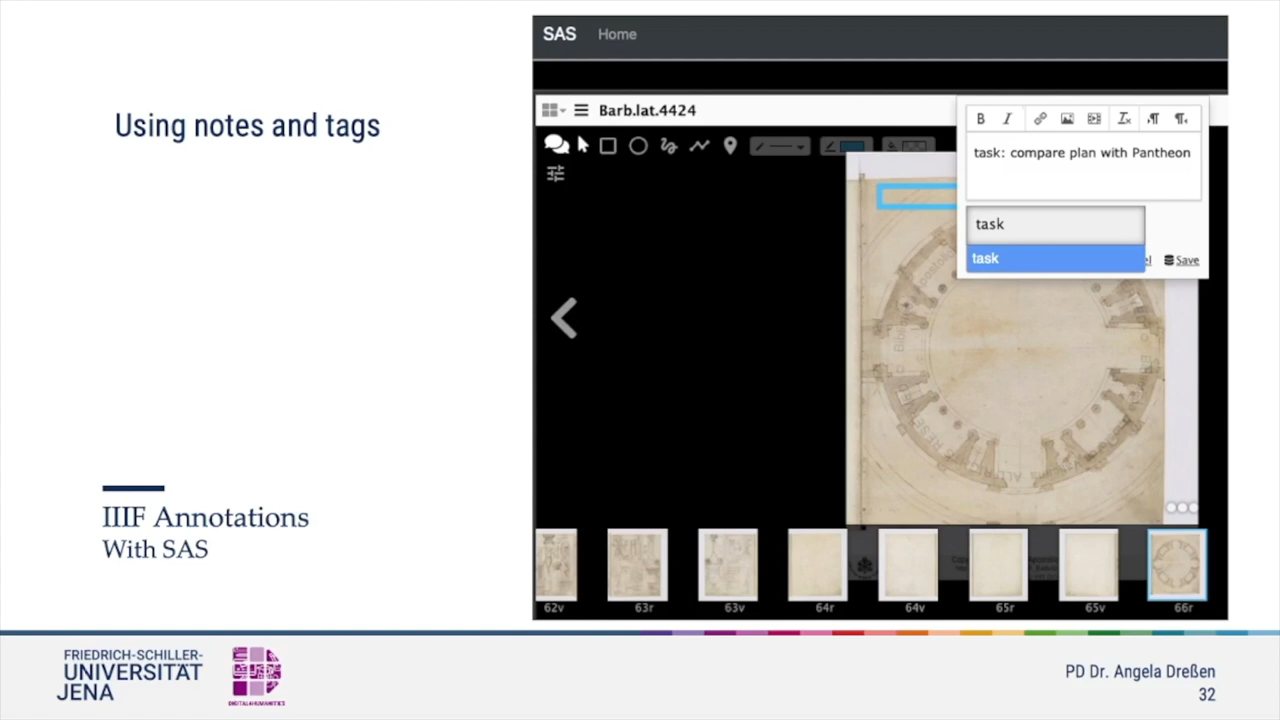 Using notes and tags
IIIF Annotations
With SAS
SAS Home
Barb.lat.4424
B I
task: compare plan with Pantheon
task
task
Save
62v 63r 63v 64r 64v 65r 65v 66r
FRIEDRICH-SCHILLER-
UNIVERSITÄT
JENA
DIGITAL HUMANITIES
PD Dr. Angela Dreßen
32